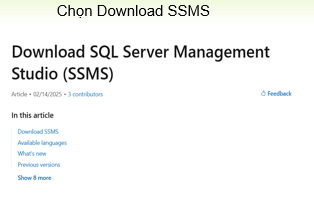 Chọn Download SSMS
Download SQL Server Management
Studio (SSMS)
Article • 02/14/2025 • 3 contributors
Feedback
In this article
Download SSMS
Available languages
What's new
Previous versions
Show 8 more